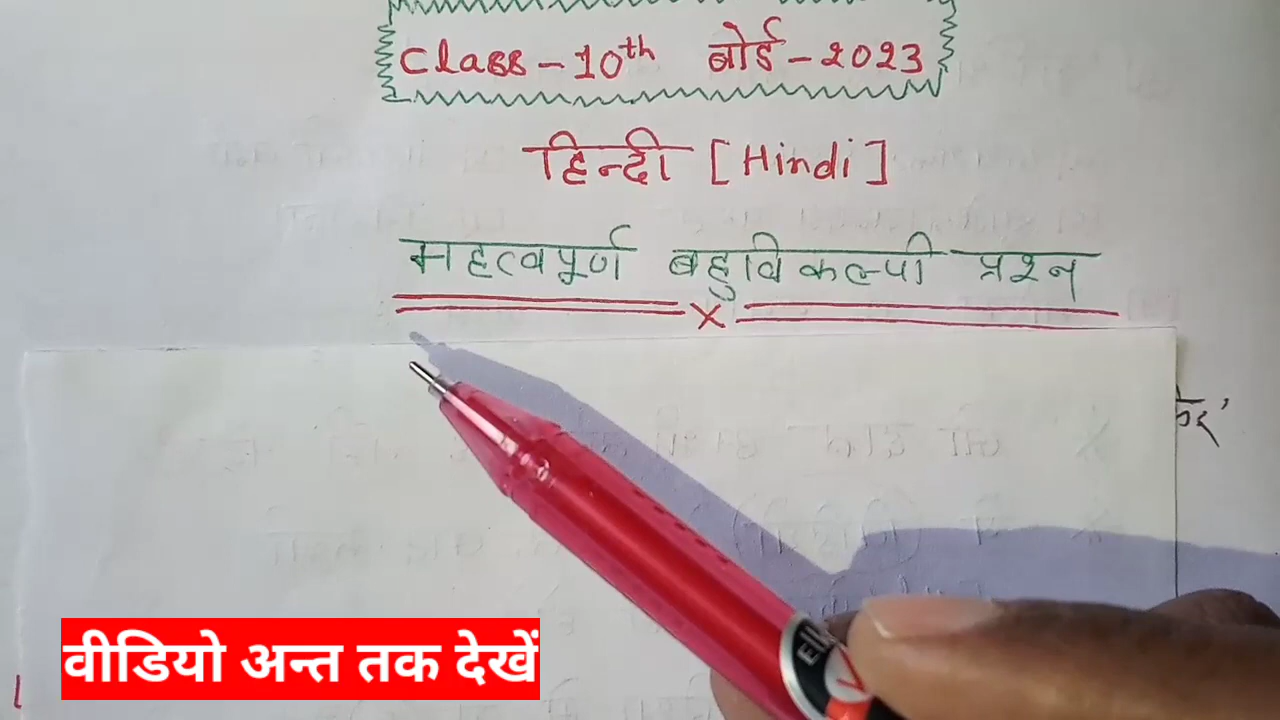 Class - 10th बोर्ड - 2023
हिन्दी [Hindi]
महत्वपूर्ण बहुविकल्पी प्रश्न
वीडियो अन्त तक देखें